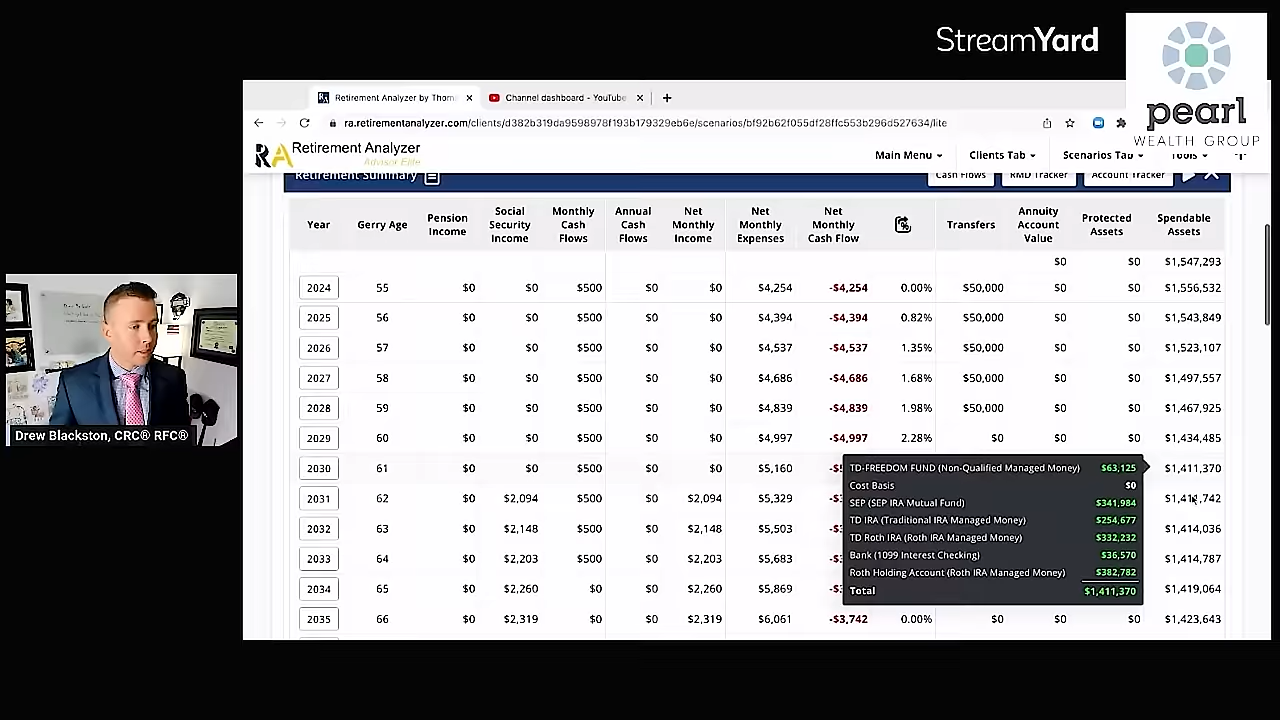 StreamYard
pearl
WEALTH GROUP
Retirement Analyzer by Thom
Channel dashboard - YouTube
ra.retirementanalyzer.com/clients/d382b319da9598978f193b179329eb6e/scenarios/bf92b62f055df28ffc553b296d527634/lite
RA Retirement Analyzer
Advisor Elite
Main Menu
Clients Tab
Scenarios Tab
Tools
Retirement Summary
Cash Flows
RMD Tracker
Account Tracker
Year Gerry Age Pension Income Social Security Income Monthly Cash Flows Annual Cash Flows Net Monthly Income Net Monthly Expenses Net Monthly Cash Flow % Transfers Annuity Account Value Protected Assets Spendable Assets
$0 $0 $1,547,293
2024 55 $0 $0 $500 $0 $0 $4,254 -$4,254 0.00% $50,000 $0 $0 $1,556,532
2025 56 $0 $0 $500 $0 $0 $4,394 -$4,394 0.82% $50,000 $0 $0 $1,543,849
2026 57 $0 $0 $500 $0 $0 $4,537 -$4,537 1.35% $50,000 $0 $0 $1,523,107
2027 58 $0 $0 $500 $0 $0 $4,686 -$4,686 1.68% $50,000 $0 $0 $1,497,557
2028 59 $0 $0 $500 $0 $0 $4,839 -$4,839 1.98% $50,000 $0 $0 $1,467,925
2029 60 $0 $0 $500 $0 $0 $4,997 -$4,997 2.28% $0 $0 $0 $1,434,485
2030 61 $0 $0 $500 $0 $0 $5,160 $1,411,370
2031 62 $0 $2,094 $500 $0 $2,094 $5,329
2032 63 $0 $2,148 $500 $0 $2,148 $5,503 $1,414,036
2033 64 $0 $2,203 $500 $0 $2,203 $5,683 $1,414,787
2034 65 $0 $2,260 $0 $0 $2,260 $5,869 $1,419,064
2035 66 $0 $2,319 $0 $0 $2,319 $6,061 -$3,742 0.00% $0 $0 $0 $1,423,643
TD-FREEDOM FUND (Non-Qualified Managed Money) $63,125
Cost Basis $0
SEP (SEP IRA Mutual Fund) $341,984
TD IRA (Traditional IRA Managed Money) $254,677
TD Roth IRA (Roth IRA Managed Money) $332,232
Bank (1099 Interest Checking) $36,570
Roth Holding Account (Roth IRA Managed Money) $382,782
Total $1,411,370
Drew Blackston, CRC® RFC®